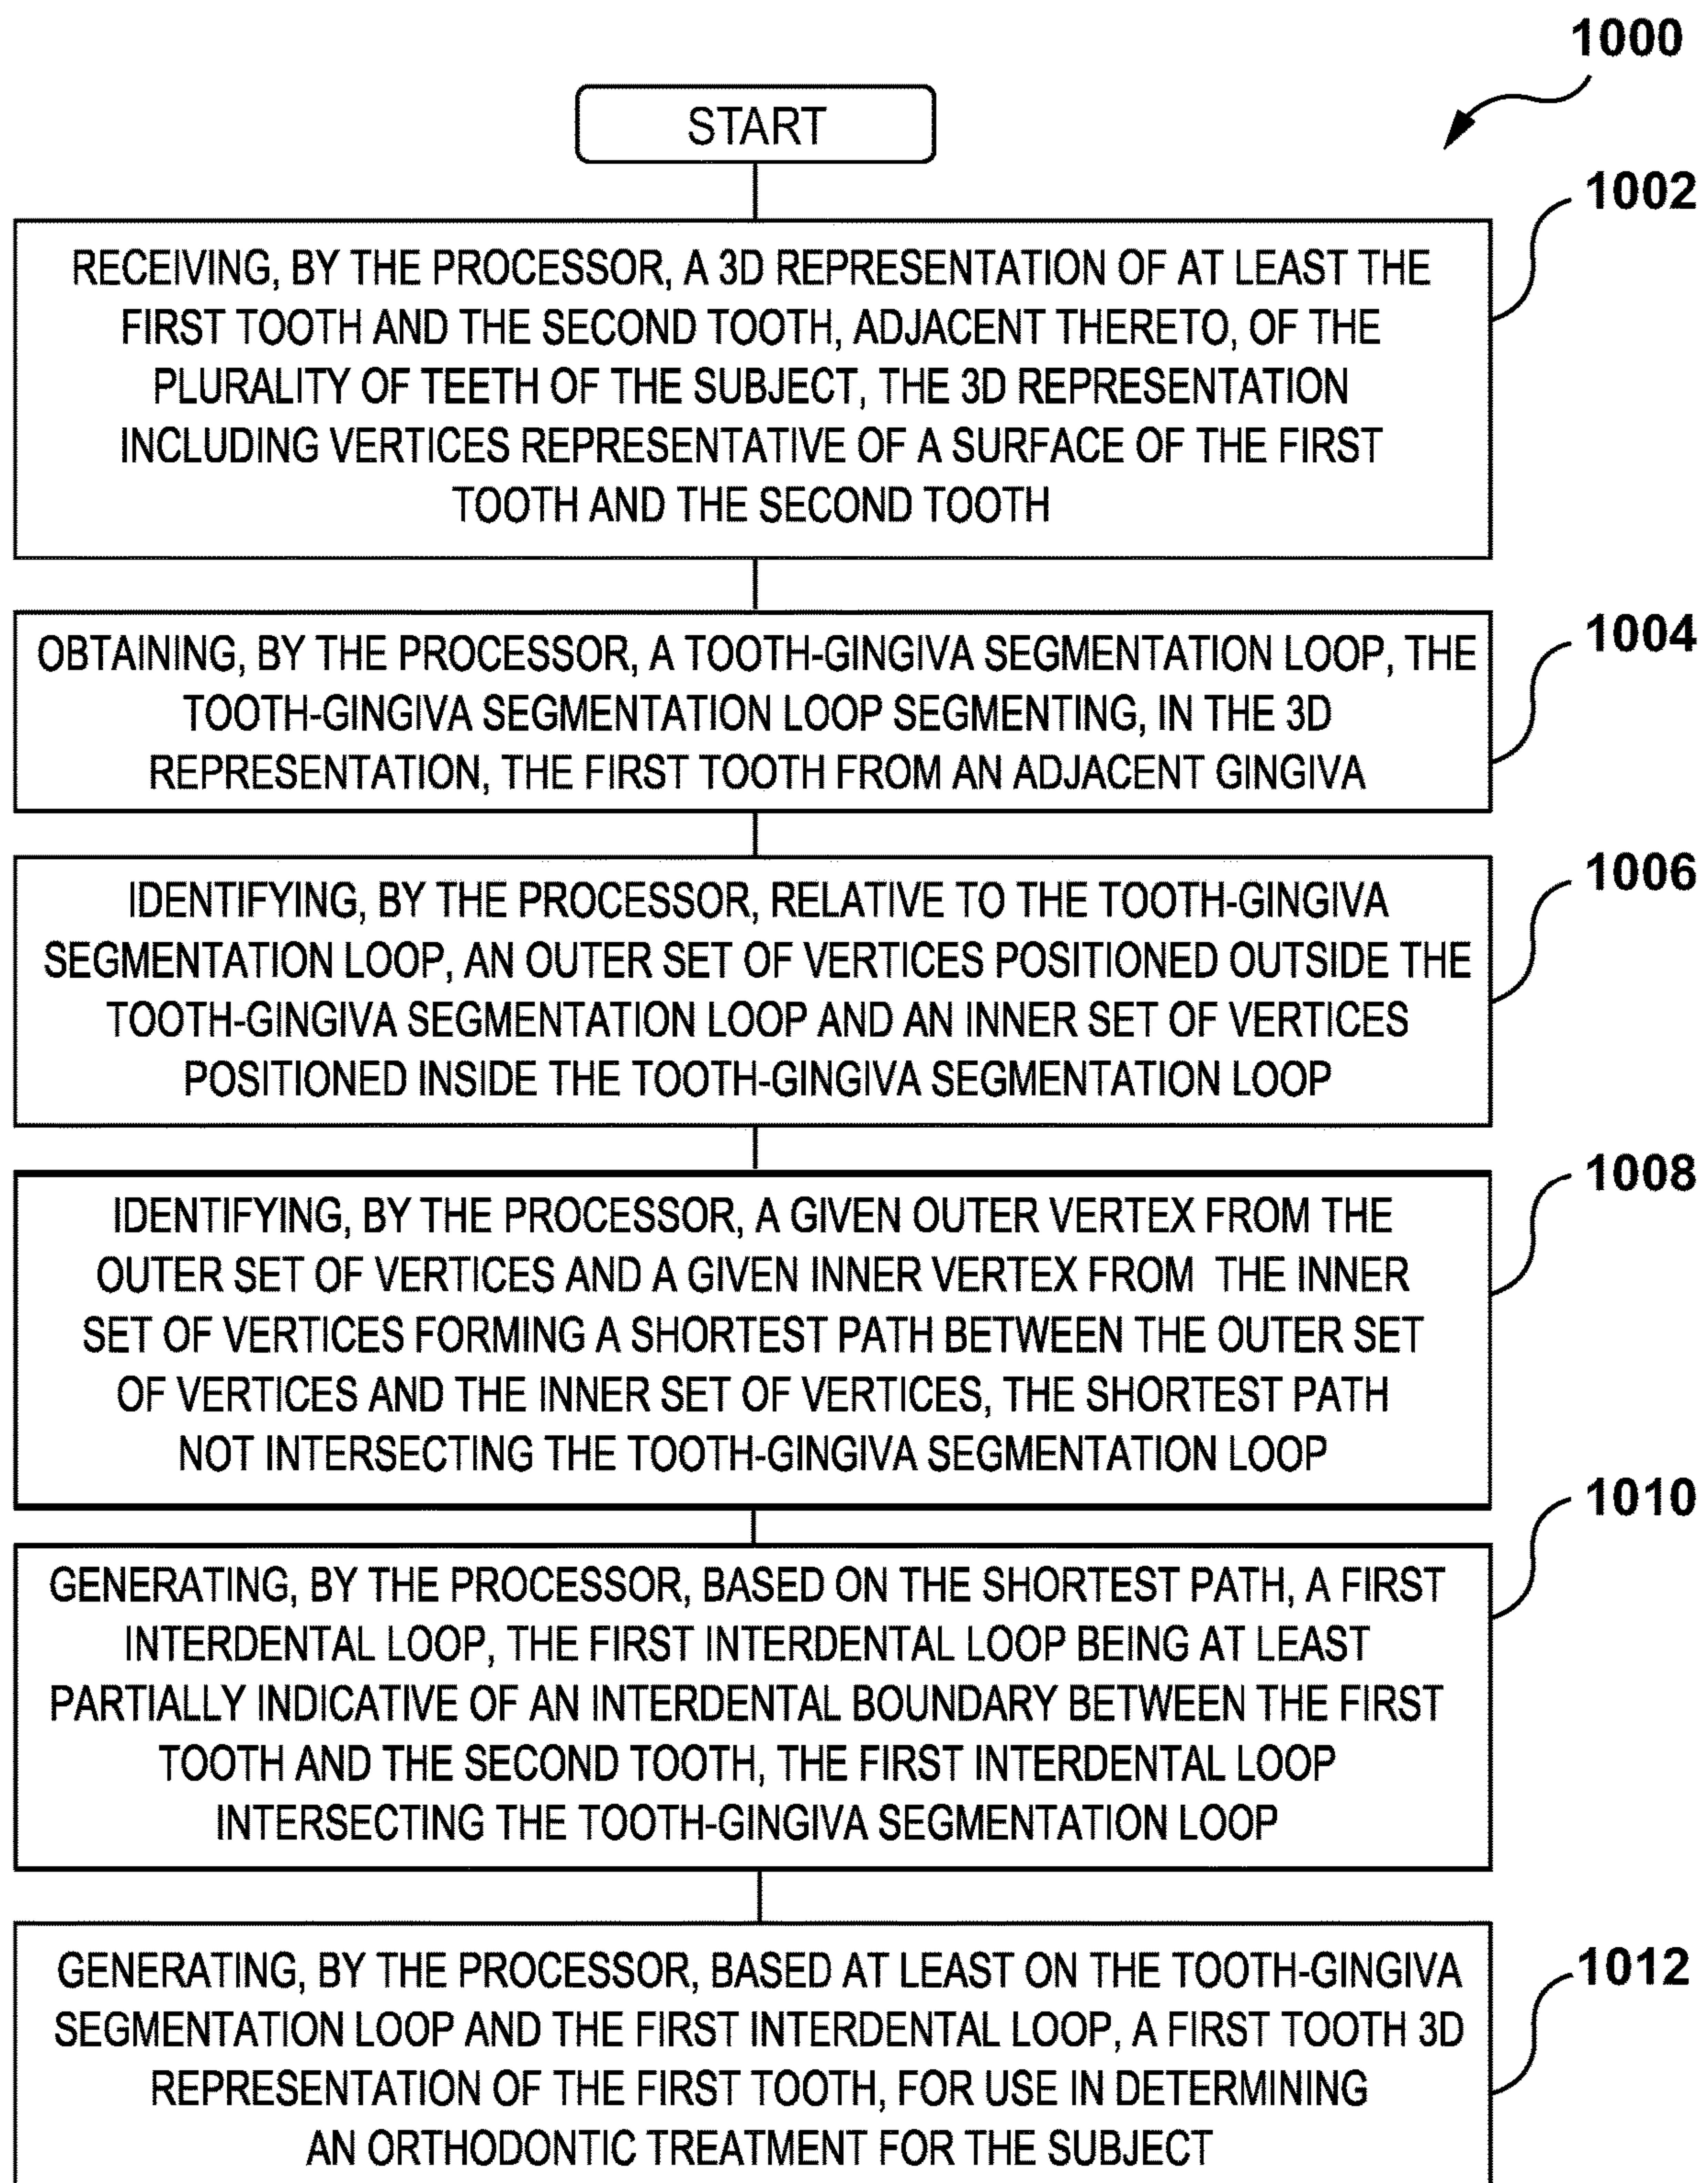 1000
START
1002
RECEIVING, BY THE PROCESSOR, A 3D REPRESENTATION OF AT LEAST THE
FIRST TOOTH AND THE SECOND TOOTH, ADJACENT THERETO, OF THE
PLURALITY OF TEETH OF THE SUBJECT, THE 3D REPRESENTATION
INCLUDING VERTICES REPRESENTATIVE OF A SURFACE OF THE FIRST
TOOTH AND THE SECOND TOOTH
1004
OBTAINING, BY THE PROCESSOR, A TOOTH-GINGIVA SEGMENTATION LOOP, THE
TOOTH-GINGIVA SEGMENTATION LOOP SEGMENTING, IN THE 3D
REPRESENTATION, THE FIRST TOOTH FROM AN ADJACENT GINGIVA
1006
IDENTIFYING, BY THE PROCESSOR, RELATIVE TO THE TOOTH-GINGIVA
SEGMENTATION LOOP, AN OUTER SET OF VERTICES POSITIONED OUTSIDE THE
TOOTH-GINGIVA SEGMENTATION LOOP AND AN INNER SET OF VERTICES
POSITIONED INSIDE THE TOOTH-GINGIVA SEGMENTATION LOOP
1008
IDENTIFYING, BY THE PROCESSOR, A GIVEN OUTER VERTEX FROM THE
OUTER SET OF VERTICES AND A GIVEN INNER VERTEX FROM THE INNER
SET OF VERTICES FORMING A SHORTEST PATH BETWEEN THE OUTER SET
OF VERTICES AND THE INNER SET OF VERTICES, THE SHORTEST PATH
NOT INTERSECTING THE TOOTH-GINGIVA SEGMENTATION LOOP
1010
GENERATING, BY THE PROCESSOR, BASED ON THE SHORTEST PATH, A FIRST
INTERDENTAL LOOP, THE FIRST INTERDENTAL LOOP BEING AT LEAST
PARTIALLY INDICATIVE OF AN INTERDENTAL BOUNDARY BETWEEN THE FIRST
TOOTH AND THE SECOND TOOTH, THE FIRST INTERDENTAL LOOP
INTERSECTING THE TOOTH-GINGIVA SEGMENTATION LOOP
1012
GENERATING, BY THE PROCESSOR, BASED AT LEAST ON THE TOOTH-GINGIVA
SEGMENTATION LOOP AND THE FIRST INTERDENTAL LOOP, A FIRST TOOTH 3D
REPRESENTATION OF THE FIRST TOOTH, FOR USE IN DETERMINING
AN ORTHODONTIC TREATMENT FOR THE SUBJECT